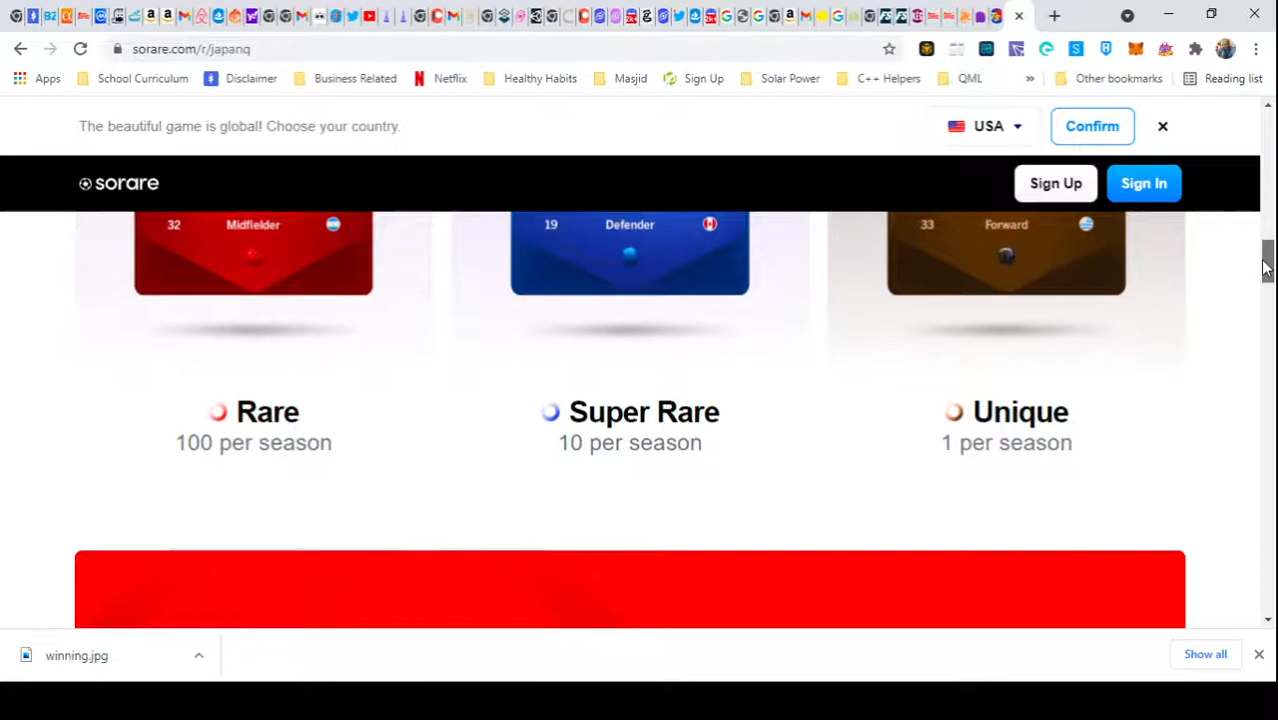 sorare.com/r/japanq
Apps School Curriculum Disclaimer Business Related Netflix Healthy Habits Masjid Sign Up Solar Power C++ Helpers QML » Other bookmarks Reading list
The beautiful game is global! Choose your country. USA Confirm
sorare Sign Up Sign In
32 Midfielder 19 Defender 33 Forward
Rare Super Rare Unique
100 per season 10 per season 1 per season
winning.jpg Show all